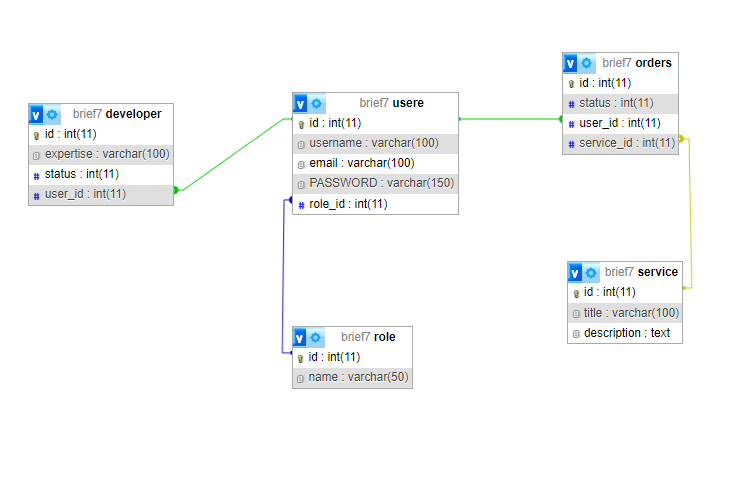 brief7 developer
id : int(11)
expertise : varchar(100)
status : int(11)
user_id : int(11)
brief7 usere
id : int(11)
username : varchar(100)
email : varchar(100)
PASSWORD : varchar(150)
role_id : int(11)
brief7 orders
id : int(11)
status : int(11)
user_id : int(11)
service_id : int(11)
brief7 service
id : int(11)
title : varchar(100)
description : text
brief7 role
id : int(11)
name : varchar(50)